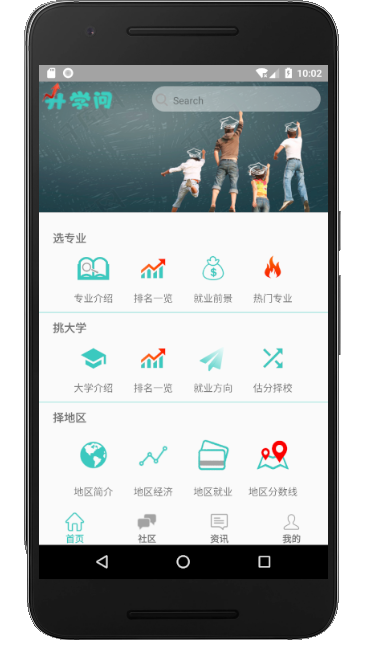 10:02
升学问
Search
选专业
专业介绍 排名一览 就业前景 热门专业
$
挑大学
大学介绍 排名一览 就业方向 估分择校
择地区
地区简介 地区经济 地区就业 地区分数线
首页 社区 资讯 我的